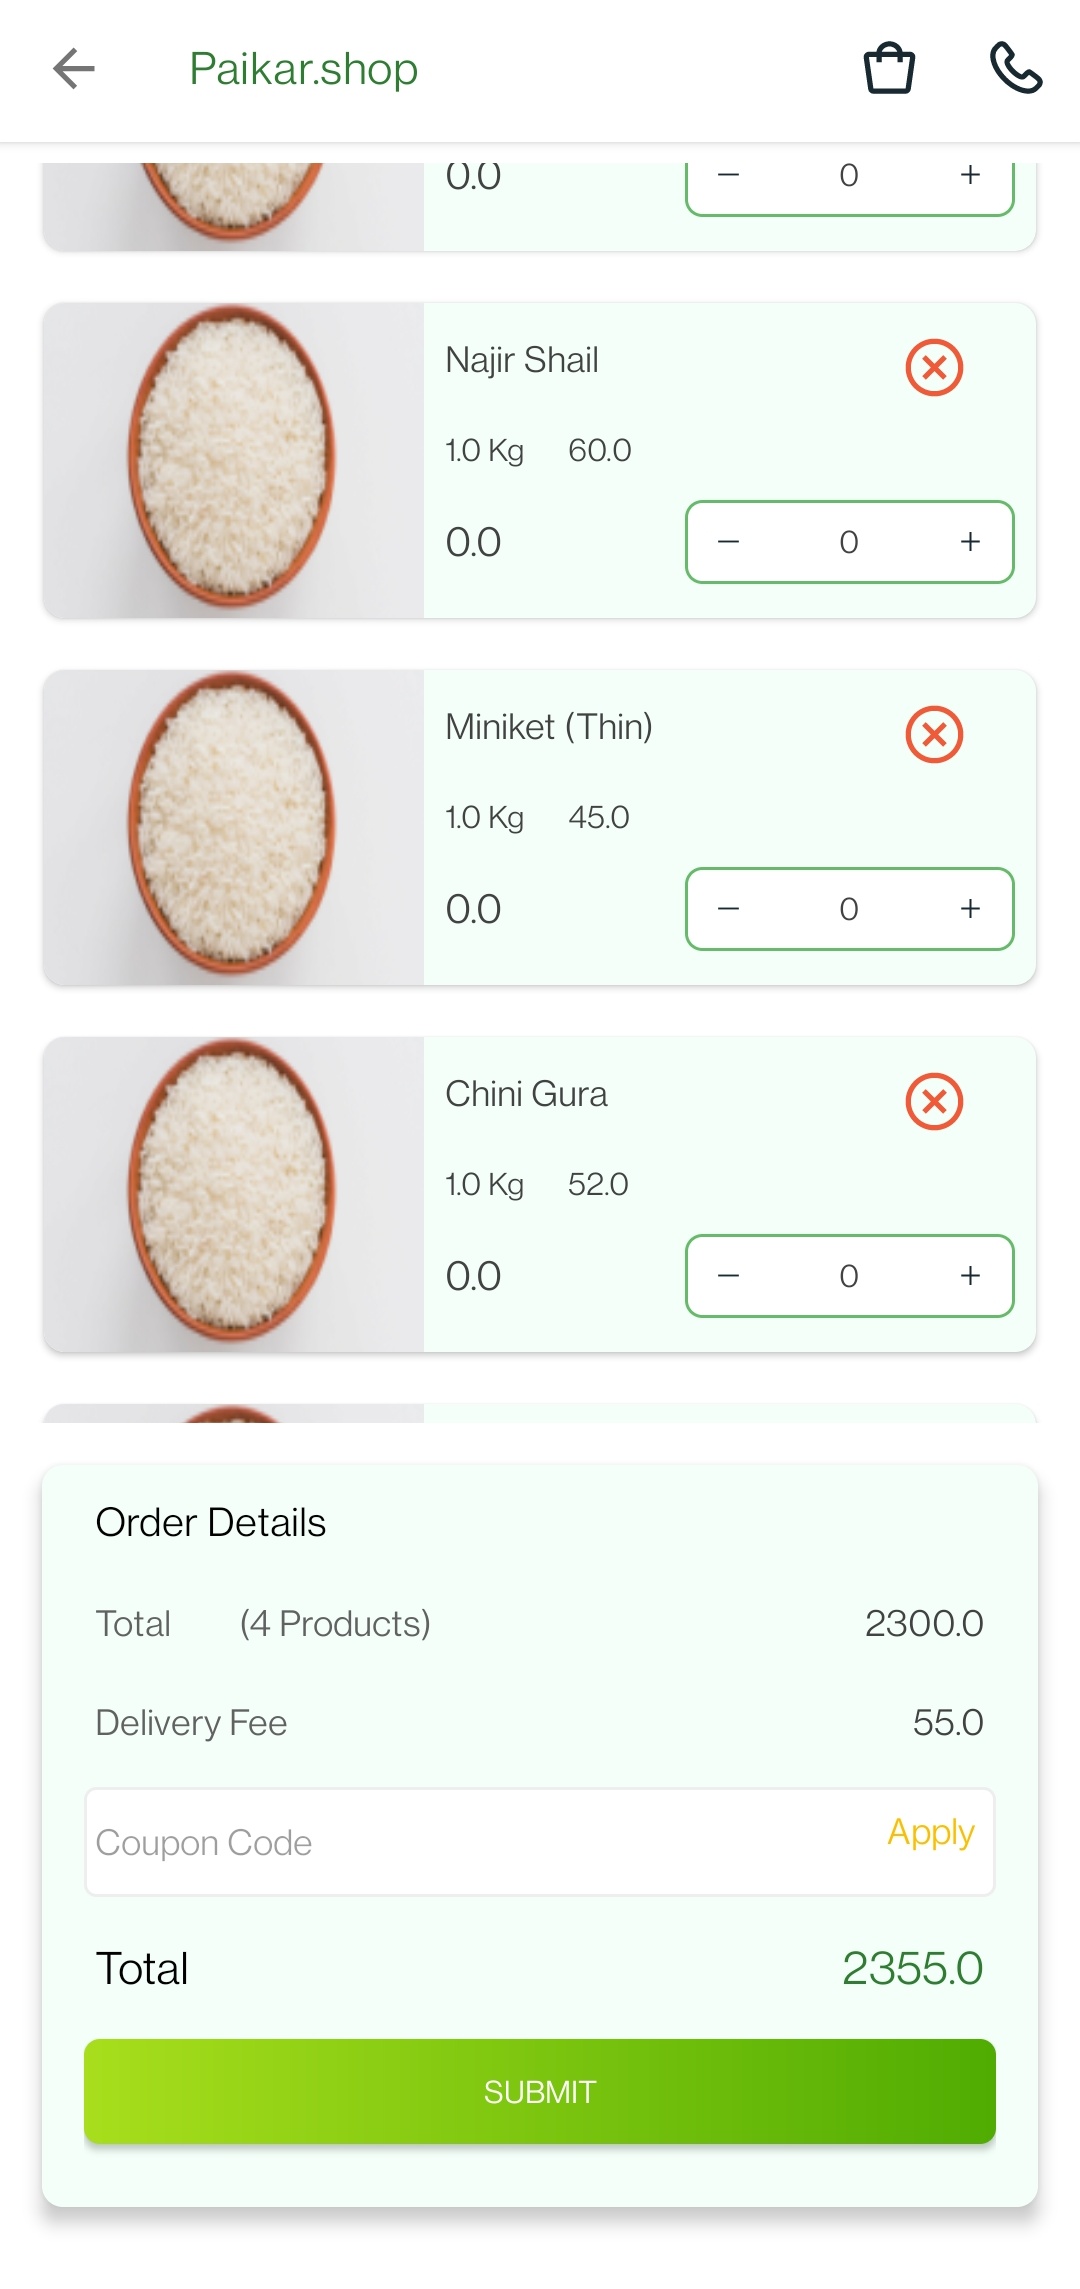 Paikar.shop
0.0 − 0 +
Najir Shail
1.0 Kg 60.0
0.0 − 0 +
Miniket (Thin)
1.0 Kg 45.0
0.0 − 0 +
Chini Gura
1.0 Kg 52.0
0.0 − 0 +
Order Details
Total (4 Products) 2300.0
Delivery Fee 55.0
Coupon Code Apply
Total 2355.0
SUBMIT